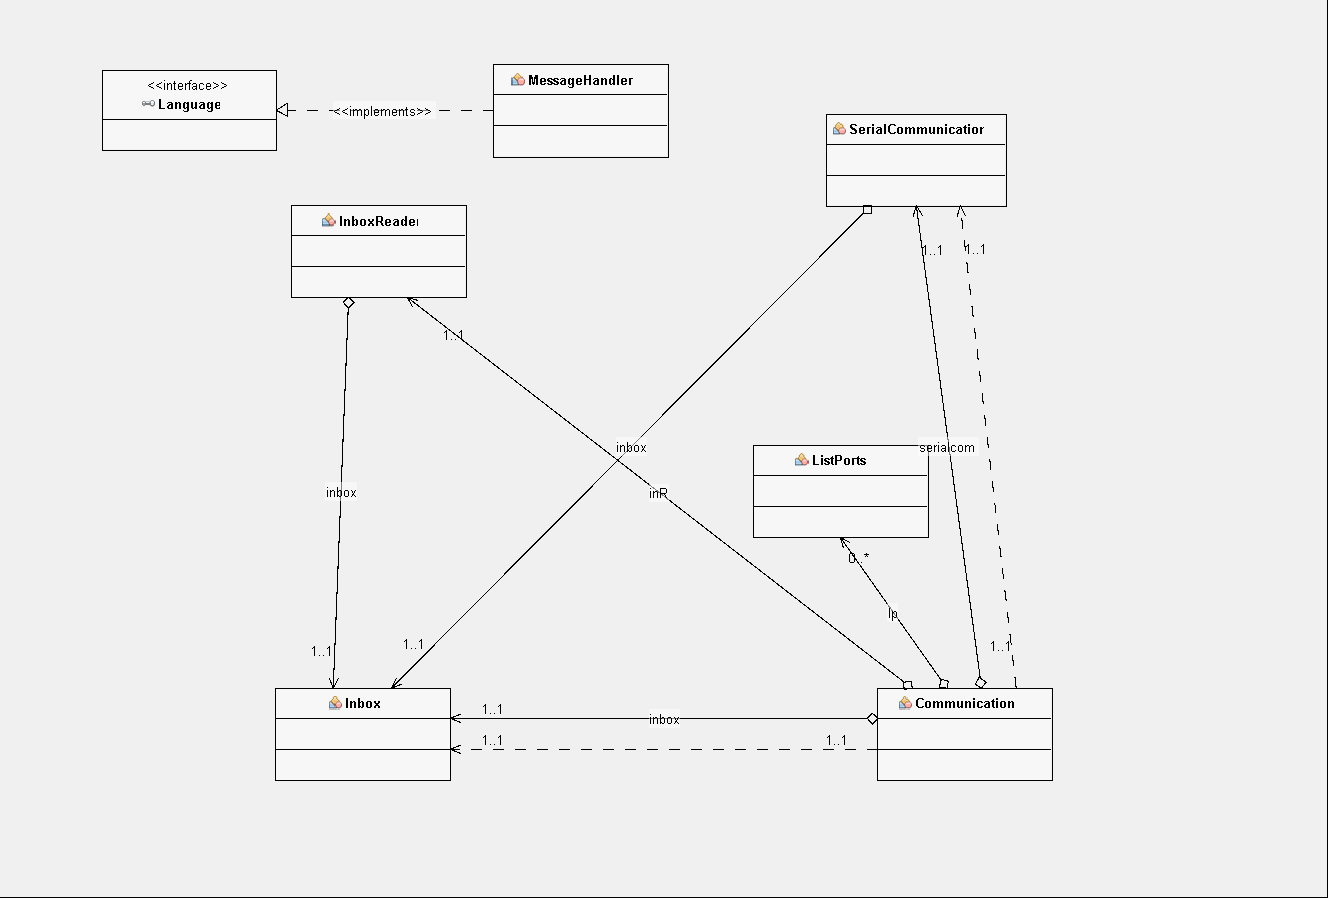 <<interface>>
Language
<<implements>>
MessageHandler
SerialCommunication
InboxReader
1..1
1..1
1..1
inbox
serialcom
ListPorts
inbox
inR
0..*
lp
1..1
1..1
1..1
Inbox
Communication
1..1
inbox
1..1
1..1